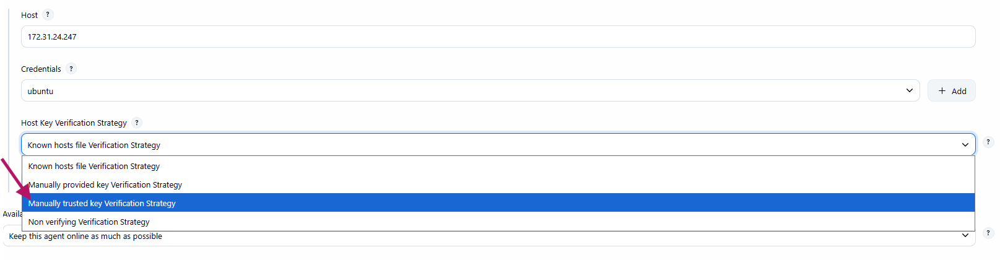 Host ?
172.31.24.247
Credentials ?
ubuntu
+ Add
Host Key Verification Strategy ?
Known hosts file Verification Strategy
?
Known hosts file Verification Strategy
Manually provided key Verification Strategy
Manually trusted key Verification Strategy
Availa
Non verifying Verification Strategy
Keep this agent online as much as possible
?